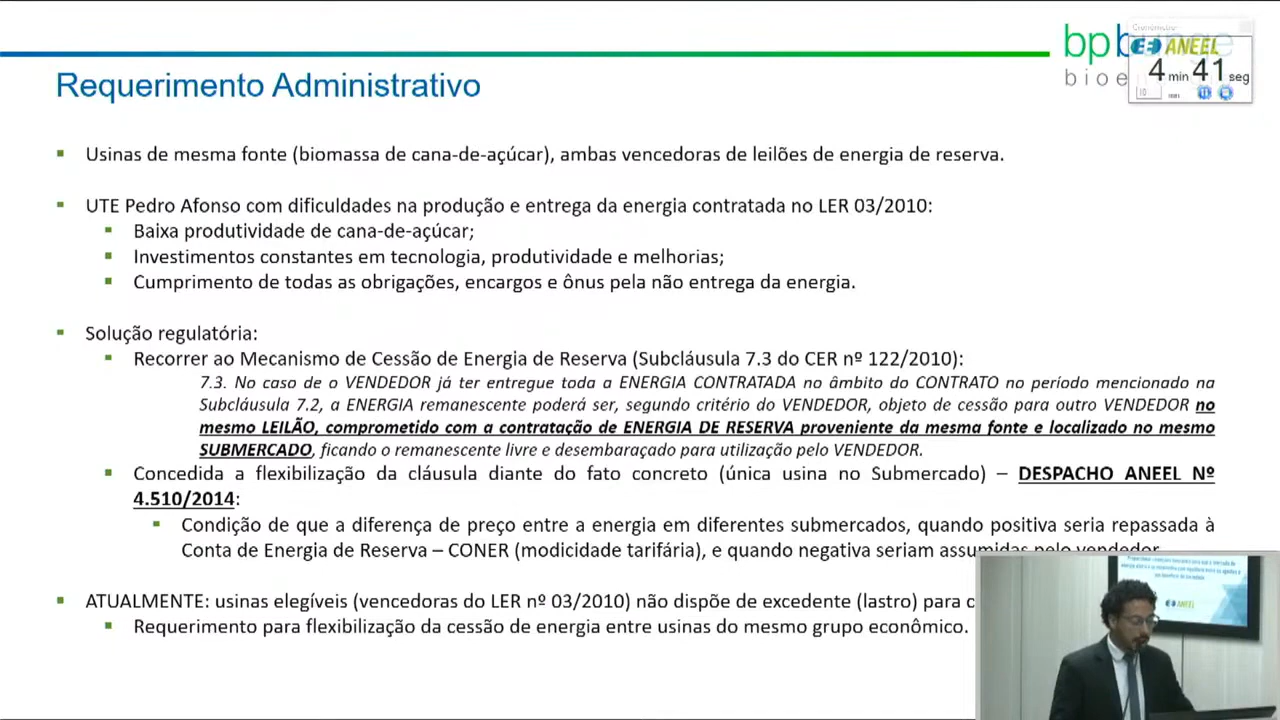 Cronômetro
bpb
bioe
ANEEL
4 min 41 seg
10
Requerimento Administrativo
▪ Usinas de mesma fonte (biomassa de cana-de-açúcar), ambas vencedoras de leilões de energia de reserva.
▪ UTE Pedro Afonso com dificuldades na produção e entrega da energia contratada no LER 03/2010:
▪ Baixa produtividade de cana-de-açúcar;
▪ Investimentos constantes em tecnologia, produtividade e melhorias;
▪ Cumprimento de todas as obrigações, encargos e ônus pela não entrega da energia.
▪ Solução regulatória:
▪ Recorrer ao Mecanismo de Cessão de Energia de Reserva (Subcláusula 7.3 do CER nº 122/2010):
7.3. No caso de o VENDEDOR já ter entregue toda a ENERGIA CONTRATADA no âmbito do CONTRATO no período mencionado na
Subcláusula 7.2, a ENERGIA remanescente poderá ser, segundo critério do VENDEDOR, objeto de cessão para outro VENDEDOR no
mesmo LEILÃO, comprometido com a contratação de ENERGIA DE RESERVA proveniente da mesma fonte e localizado no mesmo
SUBMERCADO, ficando o remanescente livre e desembaraçado para utilização pelo VENDEDOR.
▪ Concedida a flexibilização da cláusula diante do fato concreto (única usina no Submercado) – DESPACHO ANEEL Nº
4.510/2014:
▪ Condição de que a diferença de preço entre a energia em diferentes submercados, quando positiva seria repassada à
Conta de Energia de Reserva – CONER (modicidade tarifária), e quando negativa seriam assumidas pelo vendedor
▪ ATUALMENTE: usinas elegíveis (vencedoras do LER nº 03/2010) não dispõe de excedente (lastro) para
▪ Requerimento para flexibilização da cessão de energia entre usinas do mesmo grupo econômico.
ANEEL